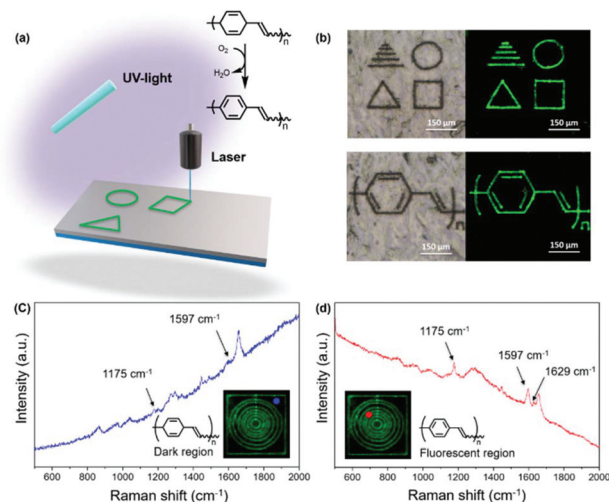 (a)
n
O₂
H₂O
n
UV-light
Laser
(b)
150 μm
150 μm
n
150 μm
n
150 μm
(C)
1597 cm⁻¹
1175 cm⁻¹
n
Dark region
Intensity (a.u.)
600 800 1000 1200 1400 1600 1800 2000
Raman shift (cm⁻¹)
(d)
1175 cm⁻¹
1597 cm⁻¹
1629 cm⁻¹
n
Fluorescent region
Intensity (a.u.)
600 800 1000 1200 1400 1600 1800 2000
Raman shift (cm⁻¹)